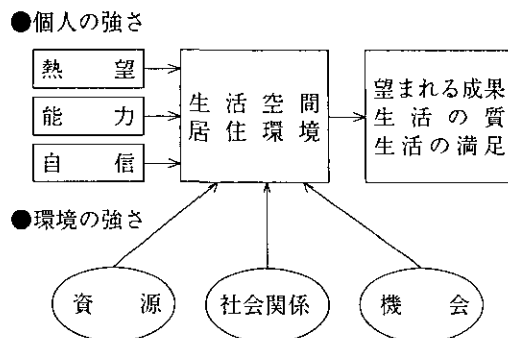 ●個人の強さ
熱望
能力
自信
生活空間
居住環境
望まれる成果
生活の質
生活の満足
●環境の強さ
資源
社会関係
機会